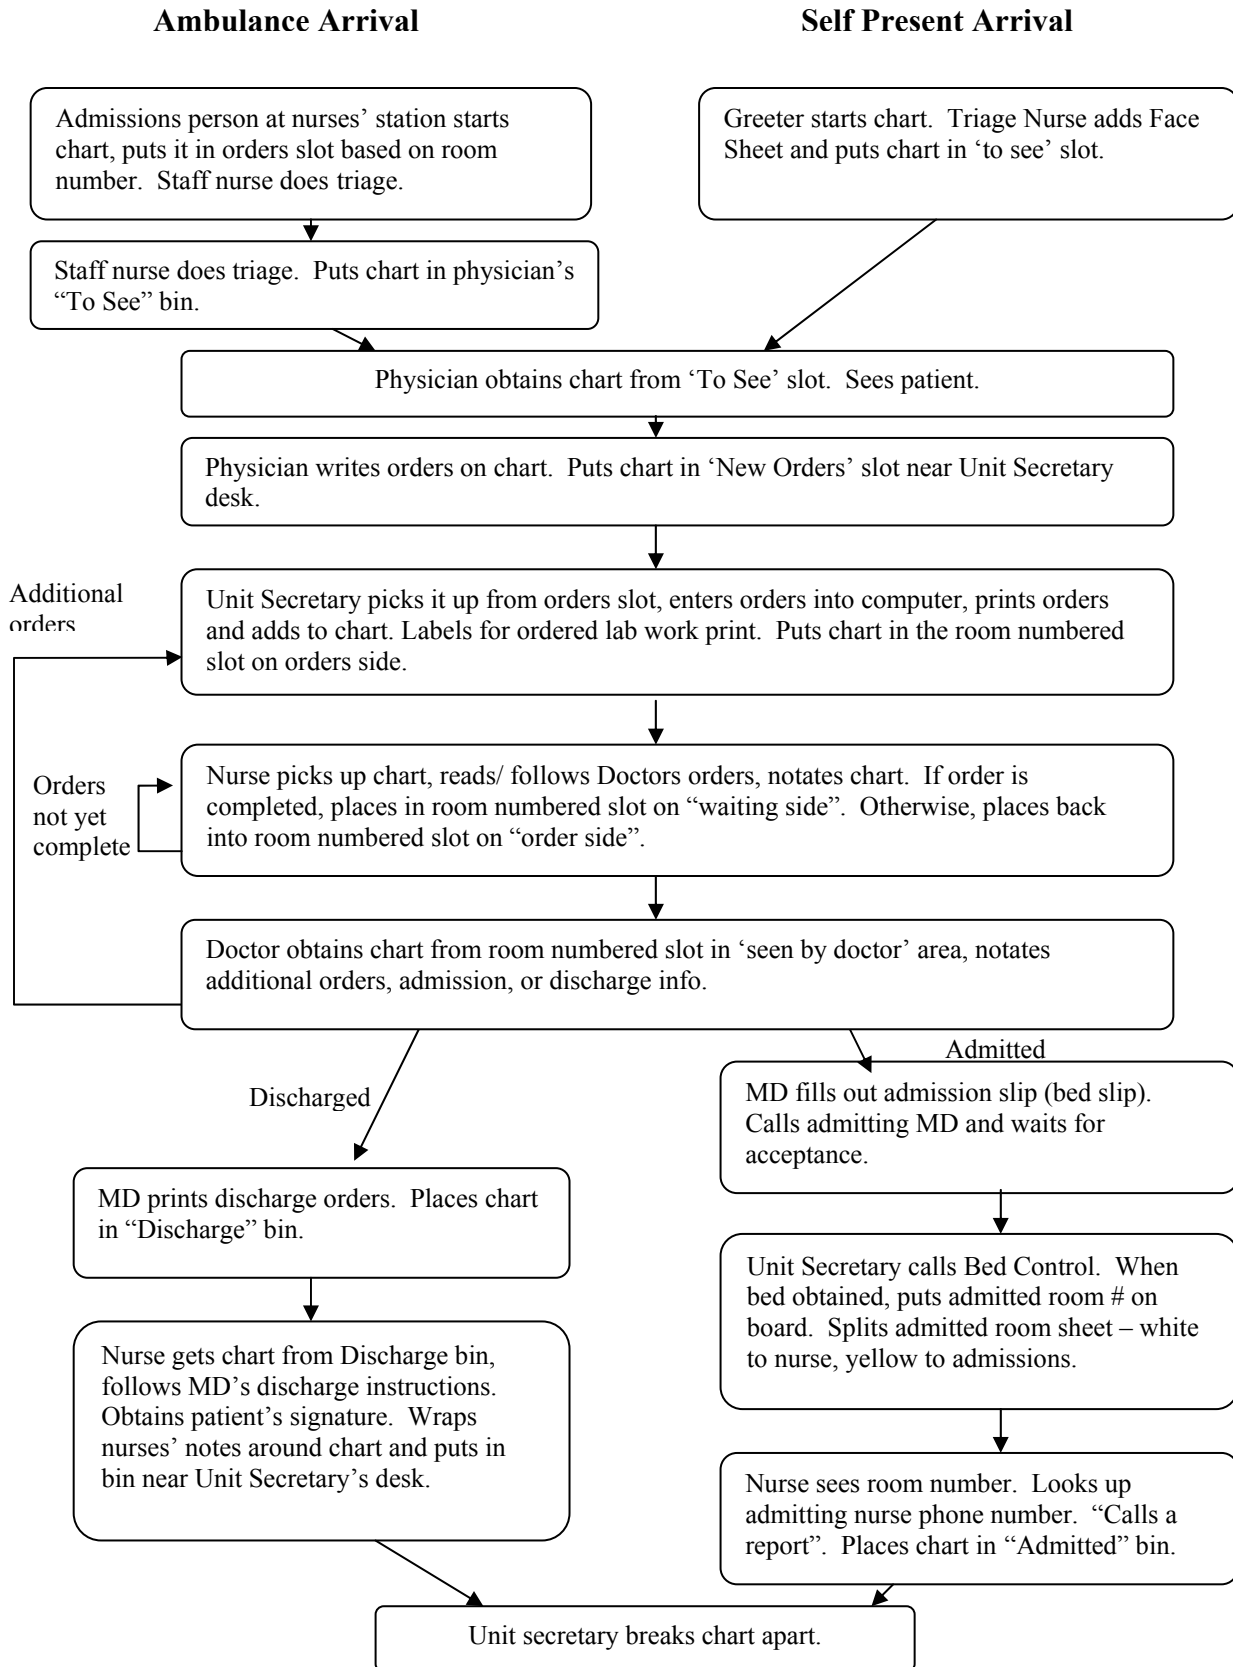 Ambulance Arrival
Self Present Arrival
Admissions person at nurses’ station starts
chart, puts it in orders slot based on room
number.  Staff nurse does triage.
Greeter starts chart.  Triage Nurse adds Face
Sheet and puts chart in ‘to see’ slot.
Staff nurse does triage.  Puts chart in physician’s
“To See” bin.
Physician obtains chart from ‘To See’ slot.  Sees patient.
Physician writes orders on chart.  Puts chart in ‘New Orders’ slot near Unit Secretary
desk.
Additional
orders
Unit Secretary picks it up from orders slot, enters orders into computer, prints orders
and adds to chart. Labels for ordered lab work print.  Puts chart in the room numbered
slot on orders side.
Orders
not yet
complete
Nurse picks up chart, reads/ follows Doctors orders, notates chart.  If order is
completed, places in room numbered slot on “waiting side”.  Otherwise, places back
into room numbered slot on “order side”.
Doctor obtains chart from room numbered slot in ‘seen by doctor’ area, notates
additional orders, admission, or discharge info.
Discharged
Admitted
MD prints discharge orders.  Places chart
in “Discharge” bin.
Nurse gets chart from Discharge bin,
follows MD’s discharge instructions.
Obtains patient’s signature.  Wraps
nurses’ notes around chart and puts in
bin near Unit Secretary’s desk.
MD fills out admission slip (bed slip).
Calls admitting MD and waits for
acceptance.
Unit Secretary calls Bed Control.  When
bed obtained, puts admitted room # on
board.  Splits admitted room sheet – white
to nurse, yellow to admissions.
Nurse sees room number.  Looks up
admitting nurse phone number.  “Calls a
report”.  Places chart in “Admitted” bin.
Unit secretary breaks chart apart.